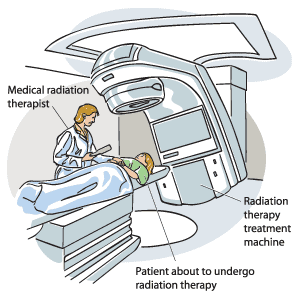 Medical radiation
therapist
Radiation
therapy
treatment
machine
Patient about to undergo
radiation therapy